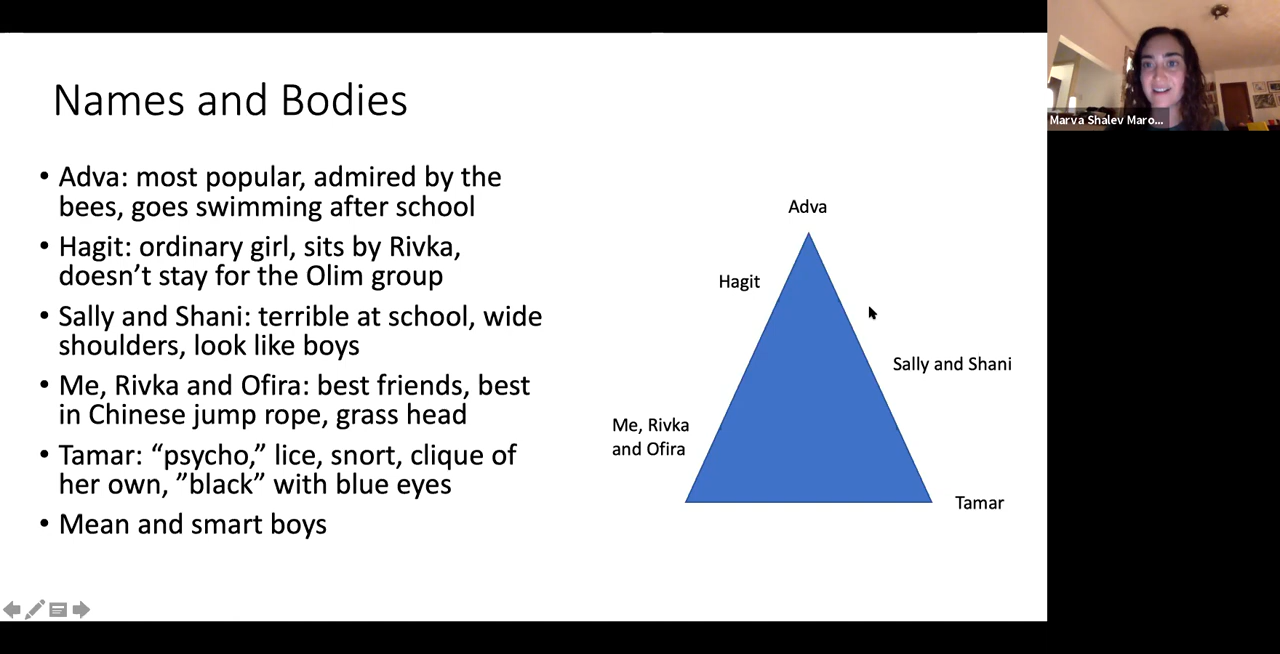 Names and Bodies
• Adva: most popular, admired by the
bees, goes swimming after school
• Hagit: ordinary girl, sits by Rivka,
doesn’t stay for the Olim group
• Sally and Shani: terrible at school, wide
shoulders, look like boys
• Me, Rivka and Ofira: best friends, best
in Chinese jump rope, grass head
• Tamar: “psycho,” lice, snort, clique of
her own, ”black” with blue eyes
• Mean and smart boys
Adva
Hagit
Sally and Shani
Me, Rivka
and Ofira
Tamar
Marva Shalev Maro...